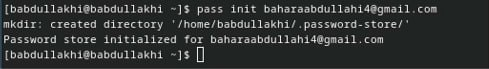 [babdullakhi@babdullakhi ~]$ pass init baharaabdullahi4@gmail.com
mkdir: created directory '/home/babdullakhi/.password-store/'
Password store initialized for baharaabdullahi4@gmail.com
[babdullakhi@babdullakhi ~]$